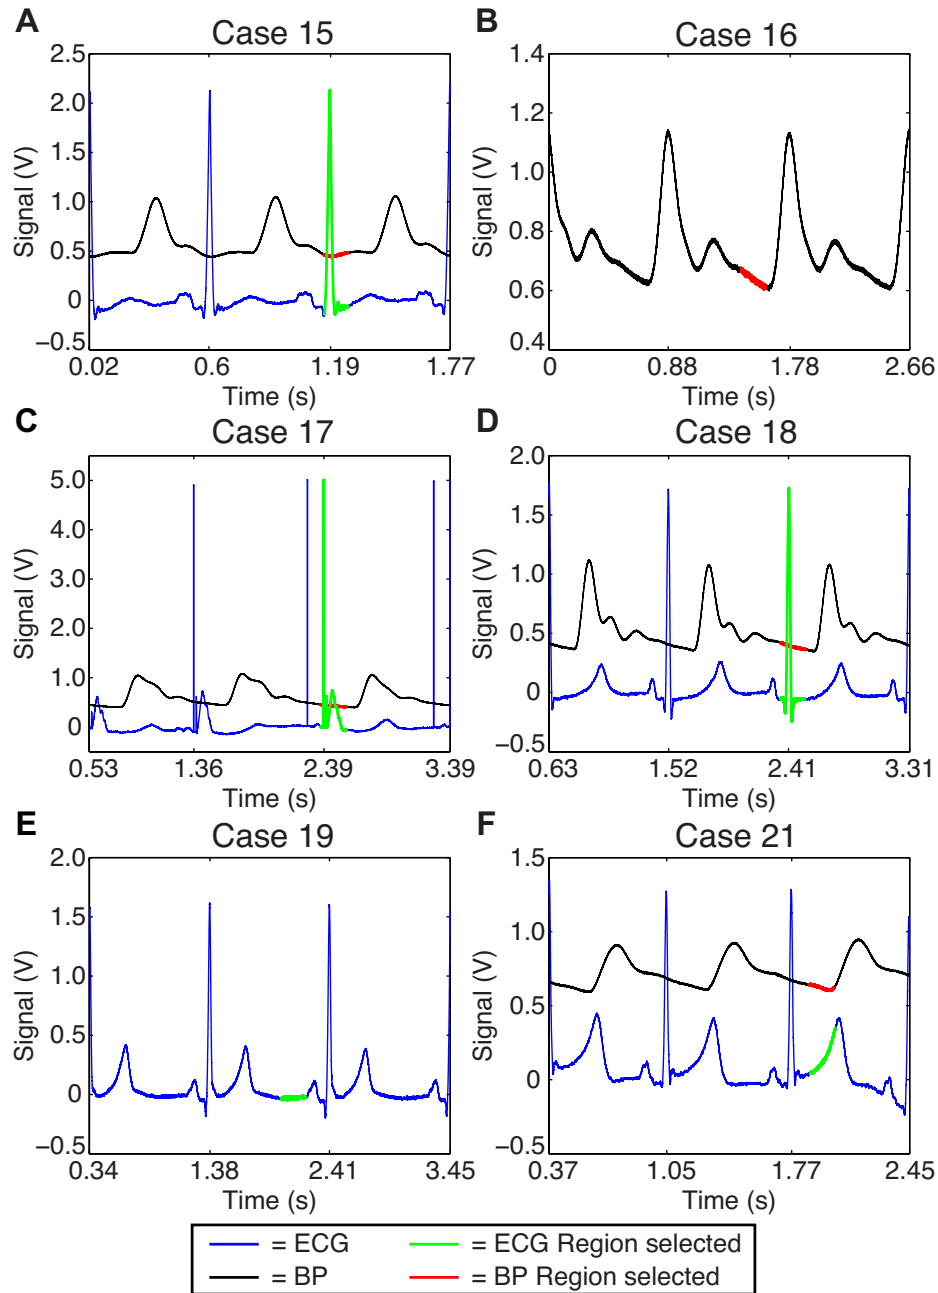 A
Case 15
Signal (V)
2.5
2.0
1.5
1.0
0.5
0
−0.5
0.02
0.6
1.19
1.77
Time (s)
B
Case 16
Signal (V)
1.4
1.2
1.0
0.8
0.6
0.4
0
0.88
1.78
2.66
Time (s)
C
Case 17
Signal (V)
5.0
4.0
3.0
2.0
1.0
0
0.53
1.36
2.39
3.39
Time (s)
D
Case 18
Signal (V)
2.0
1.5
1.0
0.5
0
−0.5
0.63
1.52
2.41
3.31
Time (s)
E
Case 19
Signal (V)
2.0
1.5
1.0
0.5
0
−0.5
0.34
1.38
2.41
3.45
Time (s)
F
Case 21
Signal (V)
1.5
1.0
0.5
0
−0.5
0.37
1.05
1.77
2.45
Time (s)
= ECG
= ECG Region selected
= BP
= BP Region selected